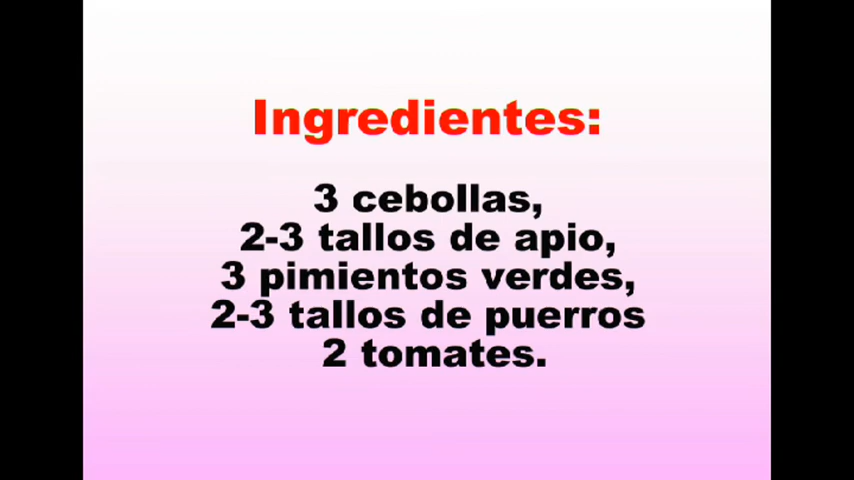 Ingredientes:
3 cebollas,
2-3 tallos de apio,
3 pimientos verdes,
2-3 tallos de puerros
2 tomates.